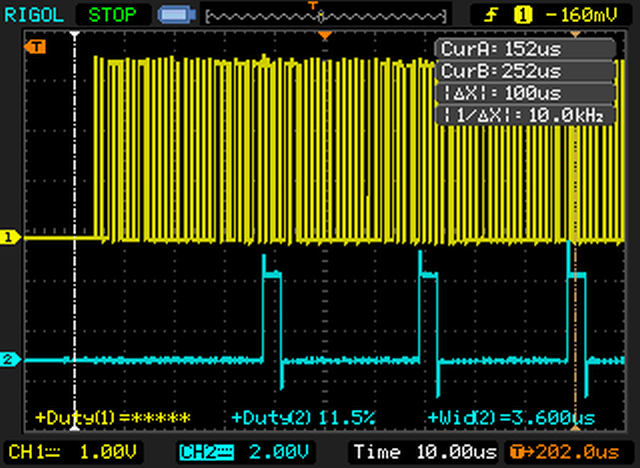 RIGOL STOP T 1 -160mV
T
CurA: 152us
CurB: 252us
|ΔX|: 100us
|1/ΔX|: 10.0kHz
1
2
+Duty(1)=***** +Duty(2) 11.5% +Wid(2)=3.600us
CH1 1.00V CH2 2.00V Time 10.00us T→202.0us